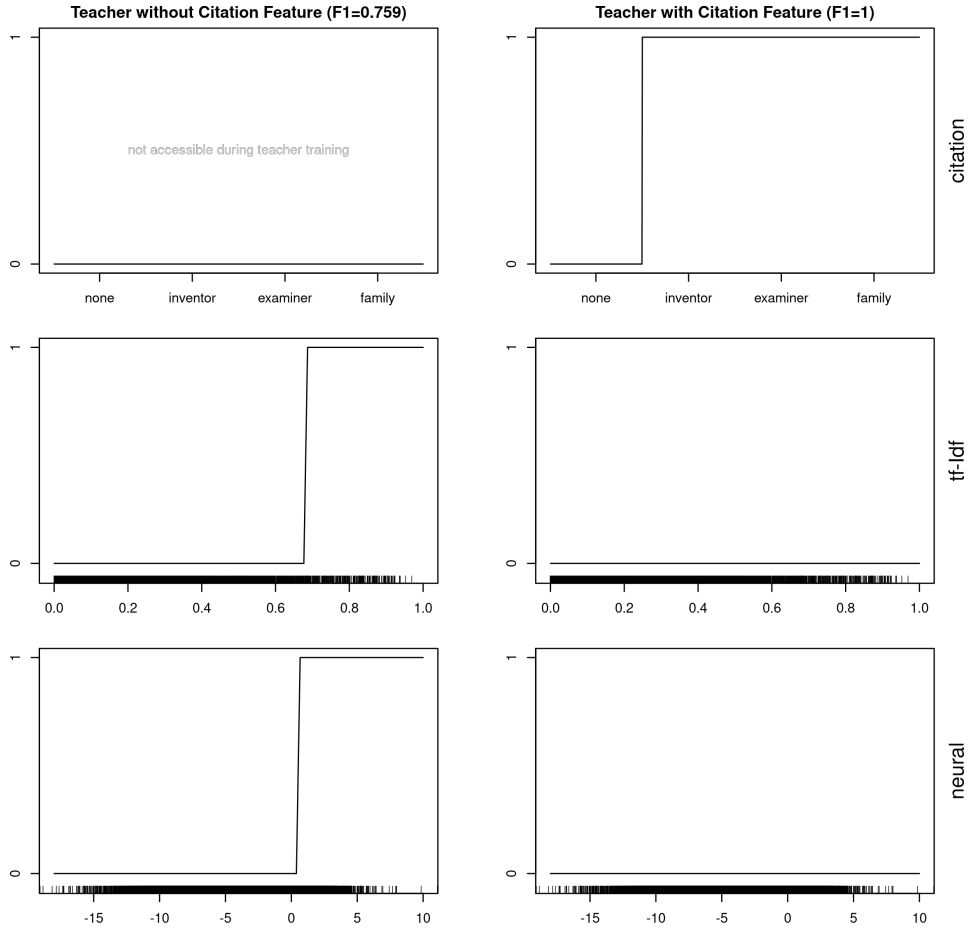 Teacher without Citation Feature (F1=0.759)
Teacher with Citation Feature (F1=1)
1
not accessible during teacher training
0
none inventor examiner family
1
0
none inventor examiner family
citation
1
0
0.0 0.2 0.4 0.6 0.8 1.0
1
0
0.0 0.2 0.4 0.6 0.8 1.0
tf-Idf
1
0
-15 -10 -5 0 5 10
1
0
-15 -10 -5 0 5 10
neural